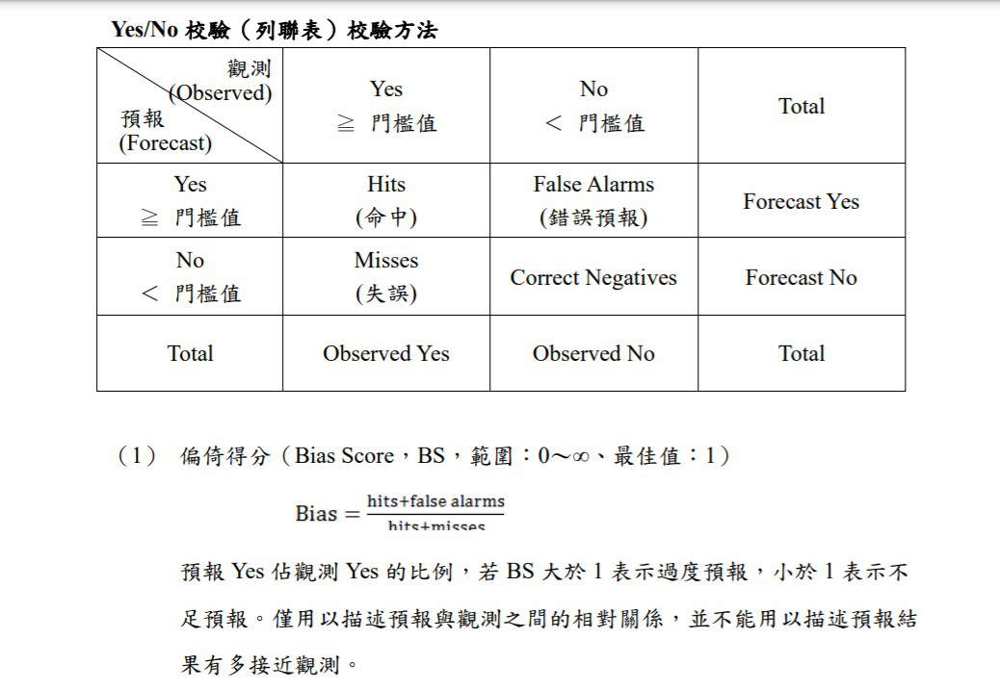 Yes/No 校驗（列聯表）校驗方法
觀測
(Observed)
預報
(Forecast)
Yes
≧ 門檻值
No
＜ 門檻值
Total
Yes
≧ 門檻值
Hits
(命中)
False Alarms
(錯誤預報)
Forecast Yes
No
＜ 門檻值
Misses
(失誤)
Correct Negatives
Forecast No
Total
Observed Yes
Observed No
Total
（1） 偏倚得分（Bias Score，BS，範圍：0～∞、最佳值：1）
Bias = hits+false alarms
hits+misses
預報 Yes 佔觀測 Yes 的比例，若 BS 大於 1 表示過度預報，小於 1 表示不
足預報。僅用以描述預報與觀測之間的相對關係，並不能用以描述預報結
果有多接近觀測。